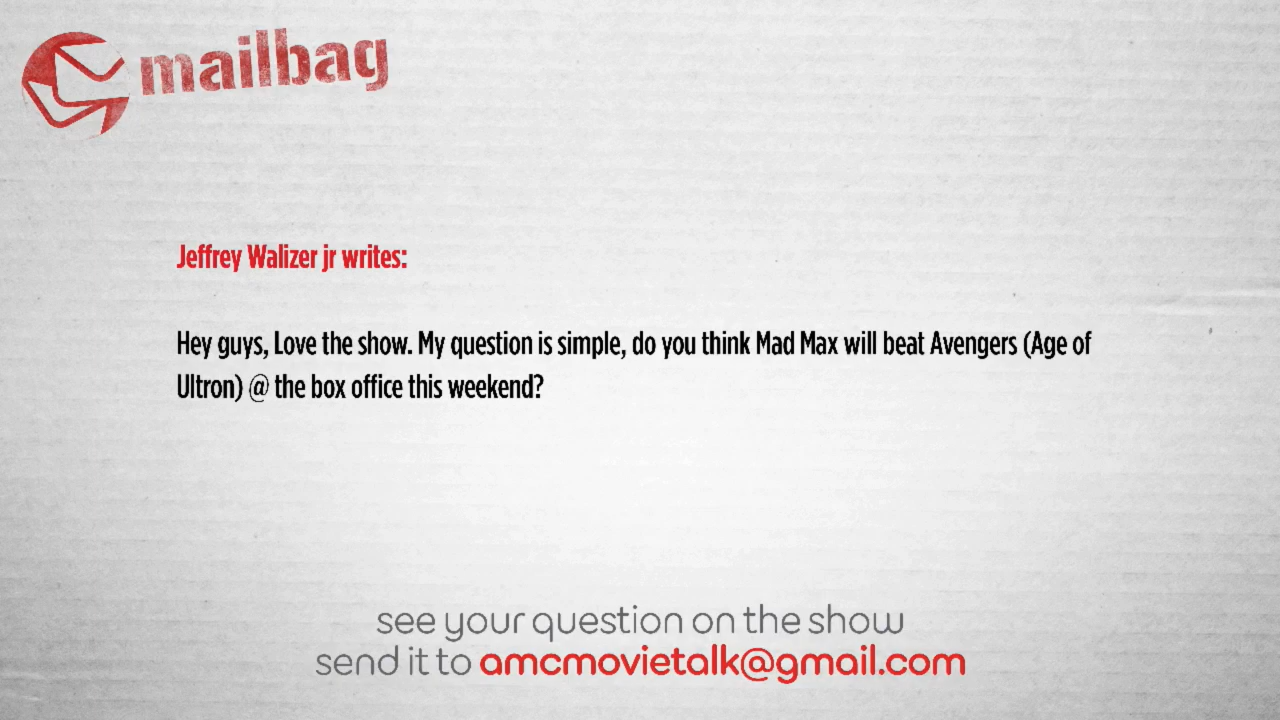 mailbag
Jeffrey Walizer jr writes:
Hey guys, Love the show. My question is simple, do you think Mad Max will beat Avengers (Age of
Ultron) @ the box office this weekend?
see your question on the show
send it to amcmovietalk@gmail.com